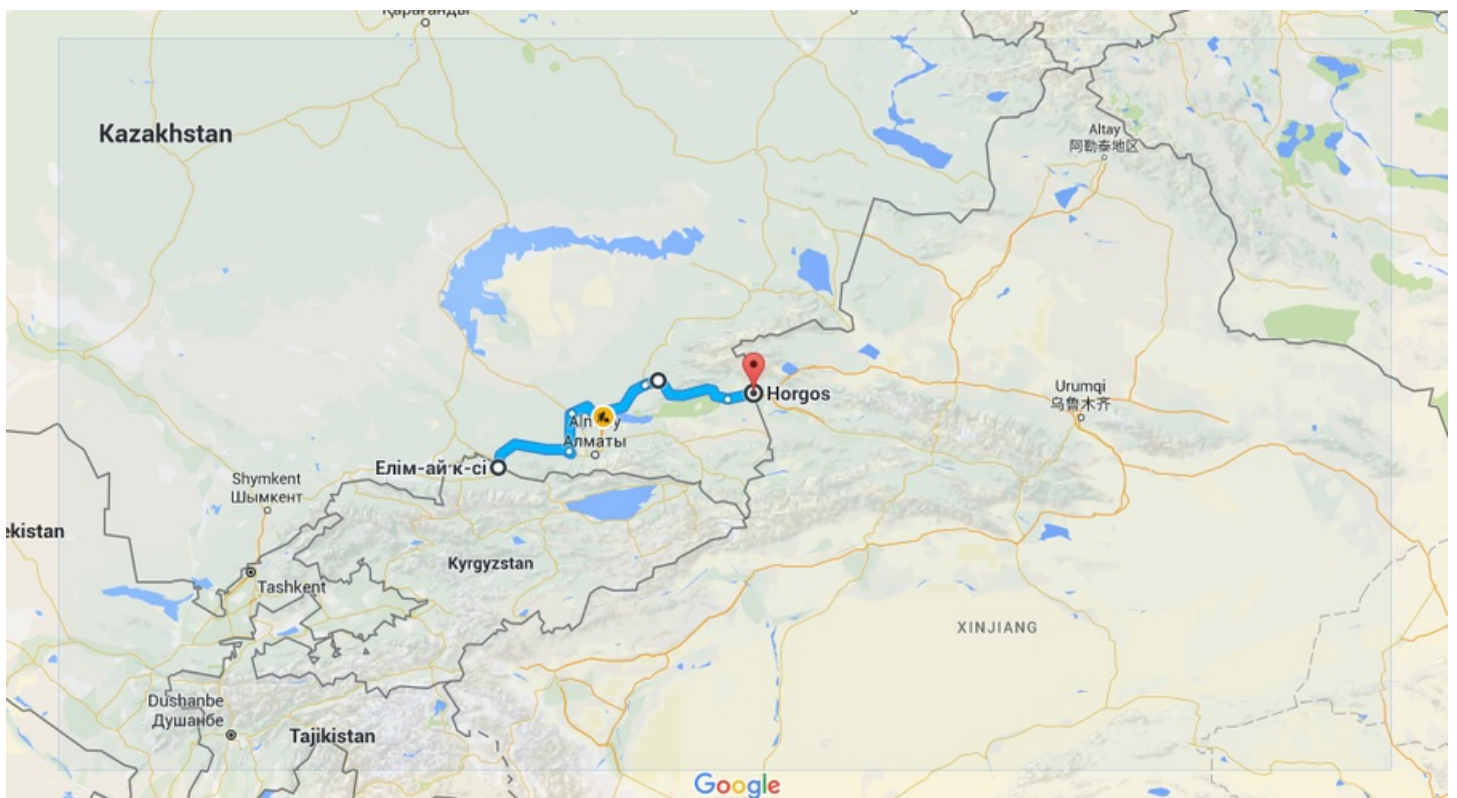 Қарағанды
Kazakhstan
Altay
阿勒泰地区
Horgos
Urumqi
乌鲁木齐
Алматы
Елім-ай к-сі
Shymkent
Шымкент
Kyrgyzstan
Tashkent
XINJIANG
Dushanbe
Душанбе
Tajikistan
Google